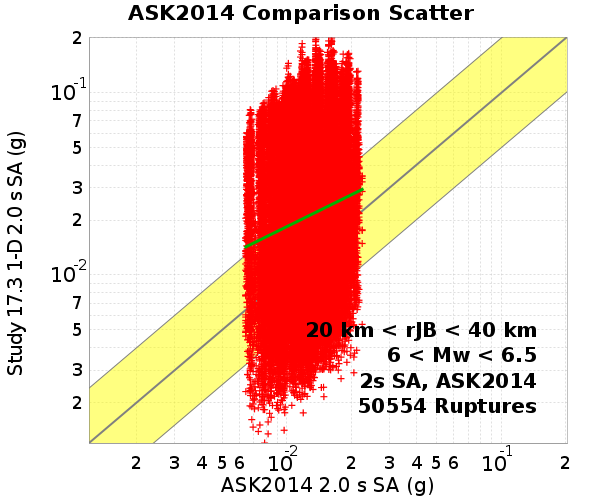 ASK2014 Comparison Scatter
Study 17.3 1-D 2.0 s SA (g)
2
10-1
7
5
3
2
10-2
7
5
3
2
20 km < rJB < 40 km
6 < Mw < 6.5
2s SA, ASK2014
50554 Ruptures
2 3 4 5 6 10-2 2 3 4 5 6 10-1 2
ASK2014 2.0 s SA (g)